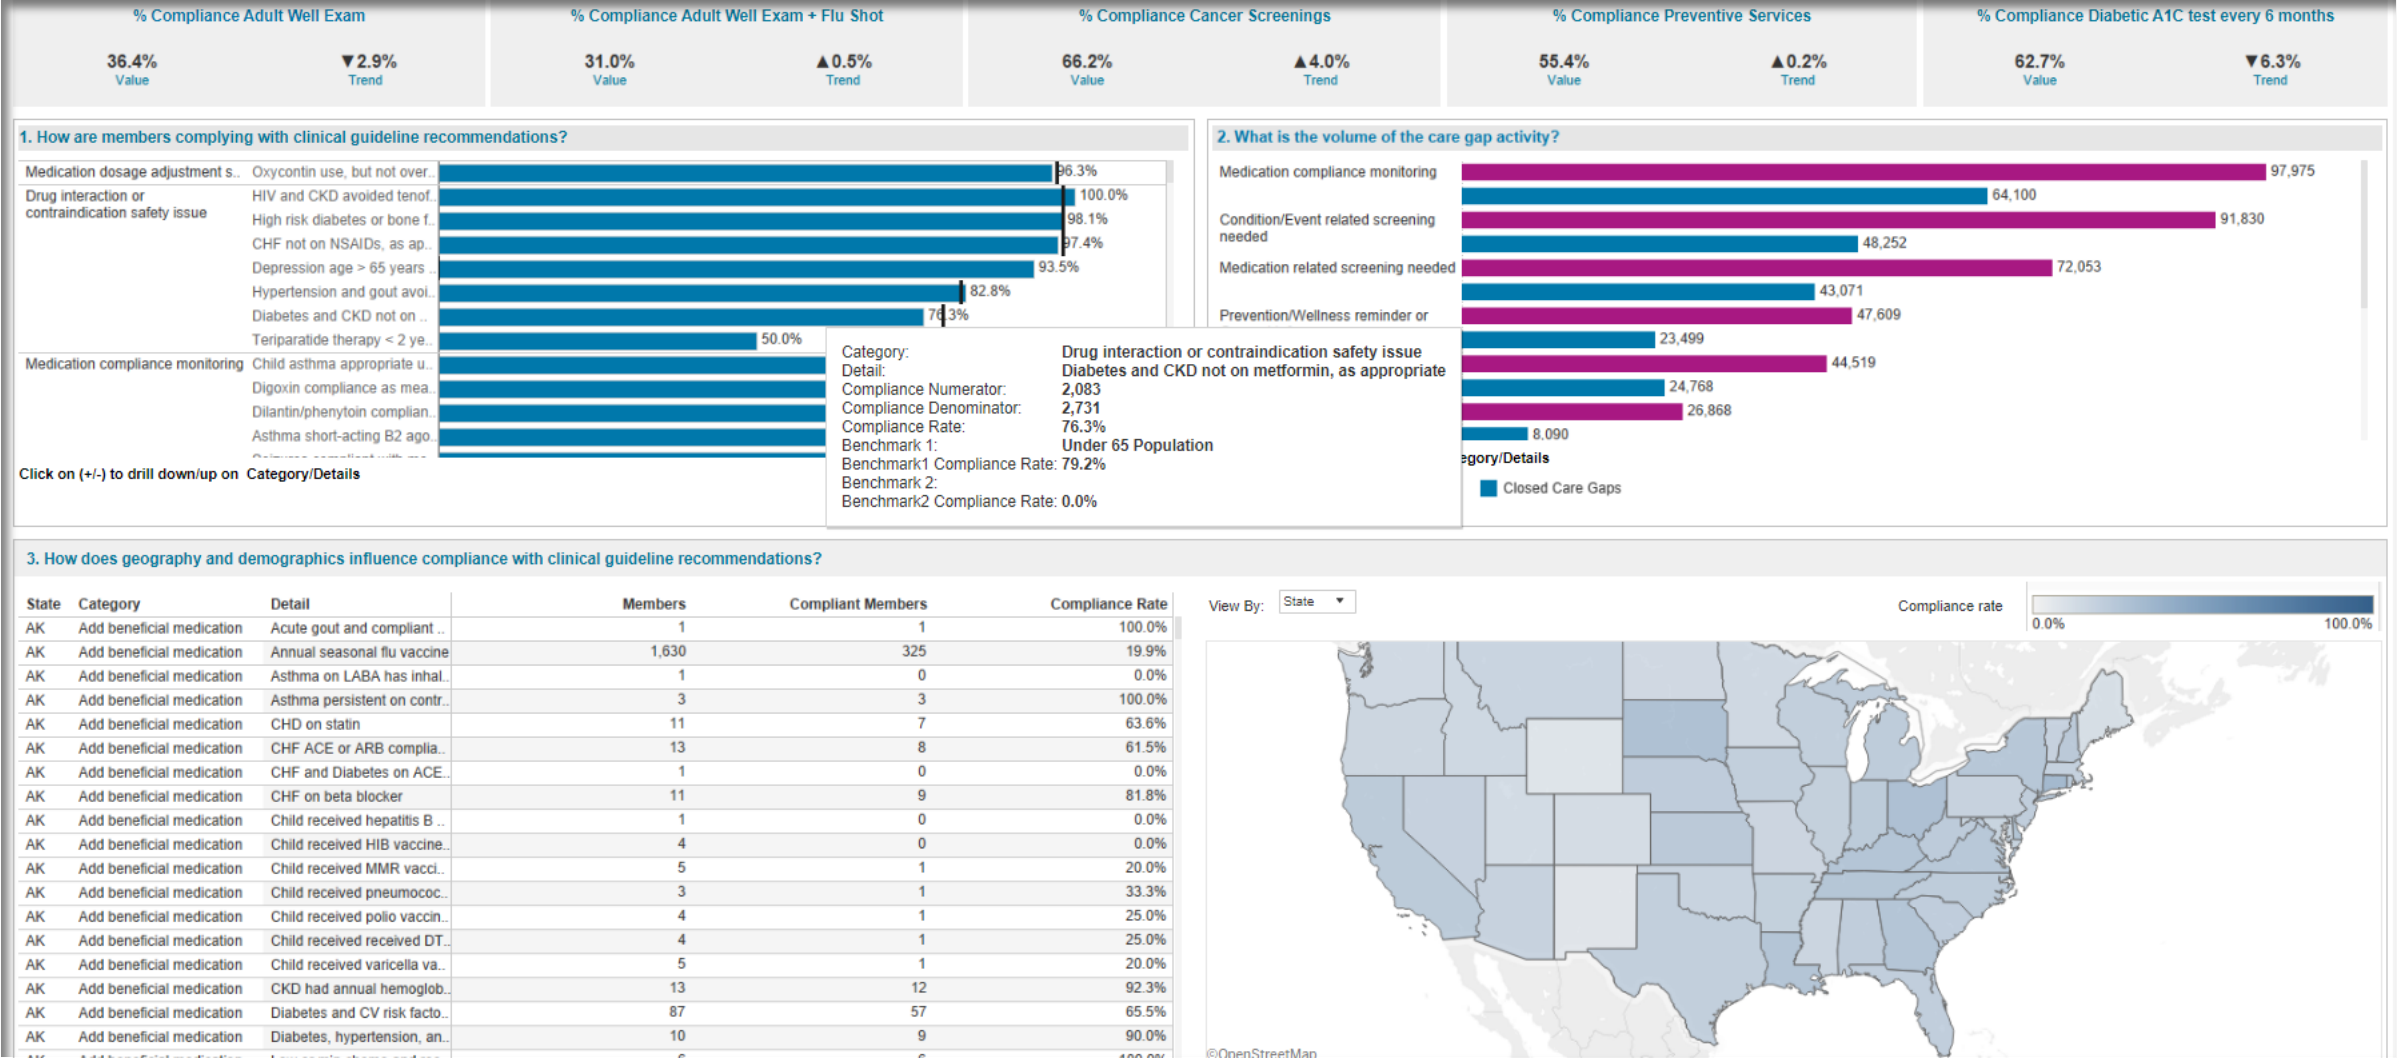 % Compliance Adult Well Exam
36.4% ▼2.9%
Value Trend
% Compliance Adult Well Exam + Flu Shot
31.0% ▲0.5%
Value Trend
% Compliance Cancer Screenings
66.2% ▲4.0%
Value Trend
% Compliance Preventive Services
55.4% ▲0.2%
Value Trend
% Compliance Diabetic A1C test every 6 months
62.7% ▼6.3%
Value Trend
1. How are members complying with clinical guideline recommendations?
Medication dosage adjustment s.. Oxycontin use, but not over.. 96.3%
Drug interaction or
contraindication safety issue
HIV and CKD avoided tenof.. 100.0%
High risk diabetes or bone f.. 98.1%
CHF not on NSAIDs, as ap.. 97.4%
Depression age > 65 years .. 93.5%
Hypertension and gout avoi.. 82.8%
Diabetes and CKD not on .. 76.3%
Teriparatide therapy < 2 ye.. 50.0%
Medication compliance monitoring Child asthma appropriate u..
Digoxin compliance as mea..
Dilantin/phenytoin complian..
Asthma short-acting B2 ago..
Click on (+/-) to drill down/up on Category/Details
Category: Drug interaction or contraindication safety issue
Detail: Diabetes and CKD not on metformin, as appropriate
Compliance Numerator: 2,083
Compliance Denominator: 2,731
Compliance Rate: 76.3%
Benchmark 1: Under 65 Population
Benchmark1 Compliance Rate: 79.2%
Benchmark 2:
Benchmark2 Compliance Rate: 0.0%
2. What is the volume of the care gap activity?
Medication compliance monitoring 97,975
64,100
Condition/Event related screening
needed
91,830
48,252
Medication related screening needed 72,053
43,071
Prevention/Wellness reminder or 47,609
23,499
44,519
24,768
26,868
8,090
egory/Details
Closed Care Gaps
3. How does geography and demographics influence compliance with clinical guideline recommendations?
State Category Detail Members Compliant Members Compliance Rate
AK Add beneficial medication Acute gout and compliant .. 1 1 100.0%
AK Add beneficial medication Annual seasonal flu vaccine 1,630 325 19.9%
AK Add beneficial medication Asthma on LABA has inhal.. 1 0 0.0%
AK Add beneficial medication Asthma persistent on contr.. 3 3 100.0%
AK Add beneficial medication CHD on statin 11 7 63.6%
AK Add beneficial medication CHF ACE or ARB complia.. 13 8 61.5%
AK Add beneficial medication CHF and Diabetes on ACE.. 1 0 0.0%
AK Add beneficial medication CHF on beta blocker 11 9 81.8%
AK Add beneficial medication Child received hepatitis B .. 1 0 0.0%
AK Add beneficial medication Child received HIB vaccine.. 4 0 0.0%
AK Add beneficial medication Child received MMR vacci.. 5 1 20.0%
AK Add beneficial medication Child received pneumococ.. 3 1 33.3%
AK Add beneficial medication Child received polio vaccin.. 4 1 25.0%
AK Add beneficial medication Child received received DT.. 4 1 25.0%
AK Add beneficial medication Child received varicella va.. 5 1 20.0%
AK Add beneficial medication CKD had annual hemoglob.. 13 12 92.3%
AK Add beneficial medication Diabetes and CV risk facto.. 87 57 65.5%
AK Add beneficial medication Diabetes, hypertension, an.. 10 9 90.0%
View By: State ▼
Compliance rate
0.0% 100.0%
©OpenStreetMap